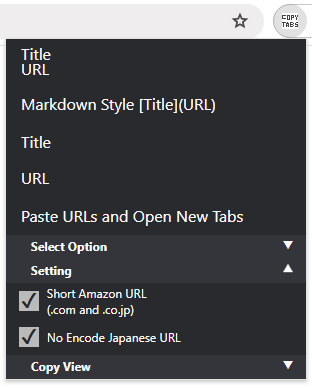 COPY
TABS
Title
URL
Markdown Style [Title](URL)
Title
URL
Paste URLs and Open New Tabs
Select Option
Setting
Short Amazon URL
(.com and .co.jp)
No Encode Japanese URL
Copy View